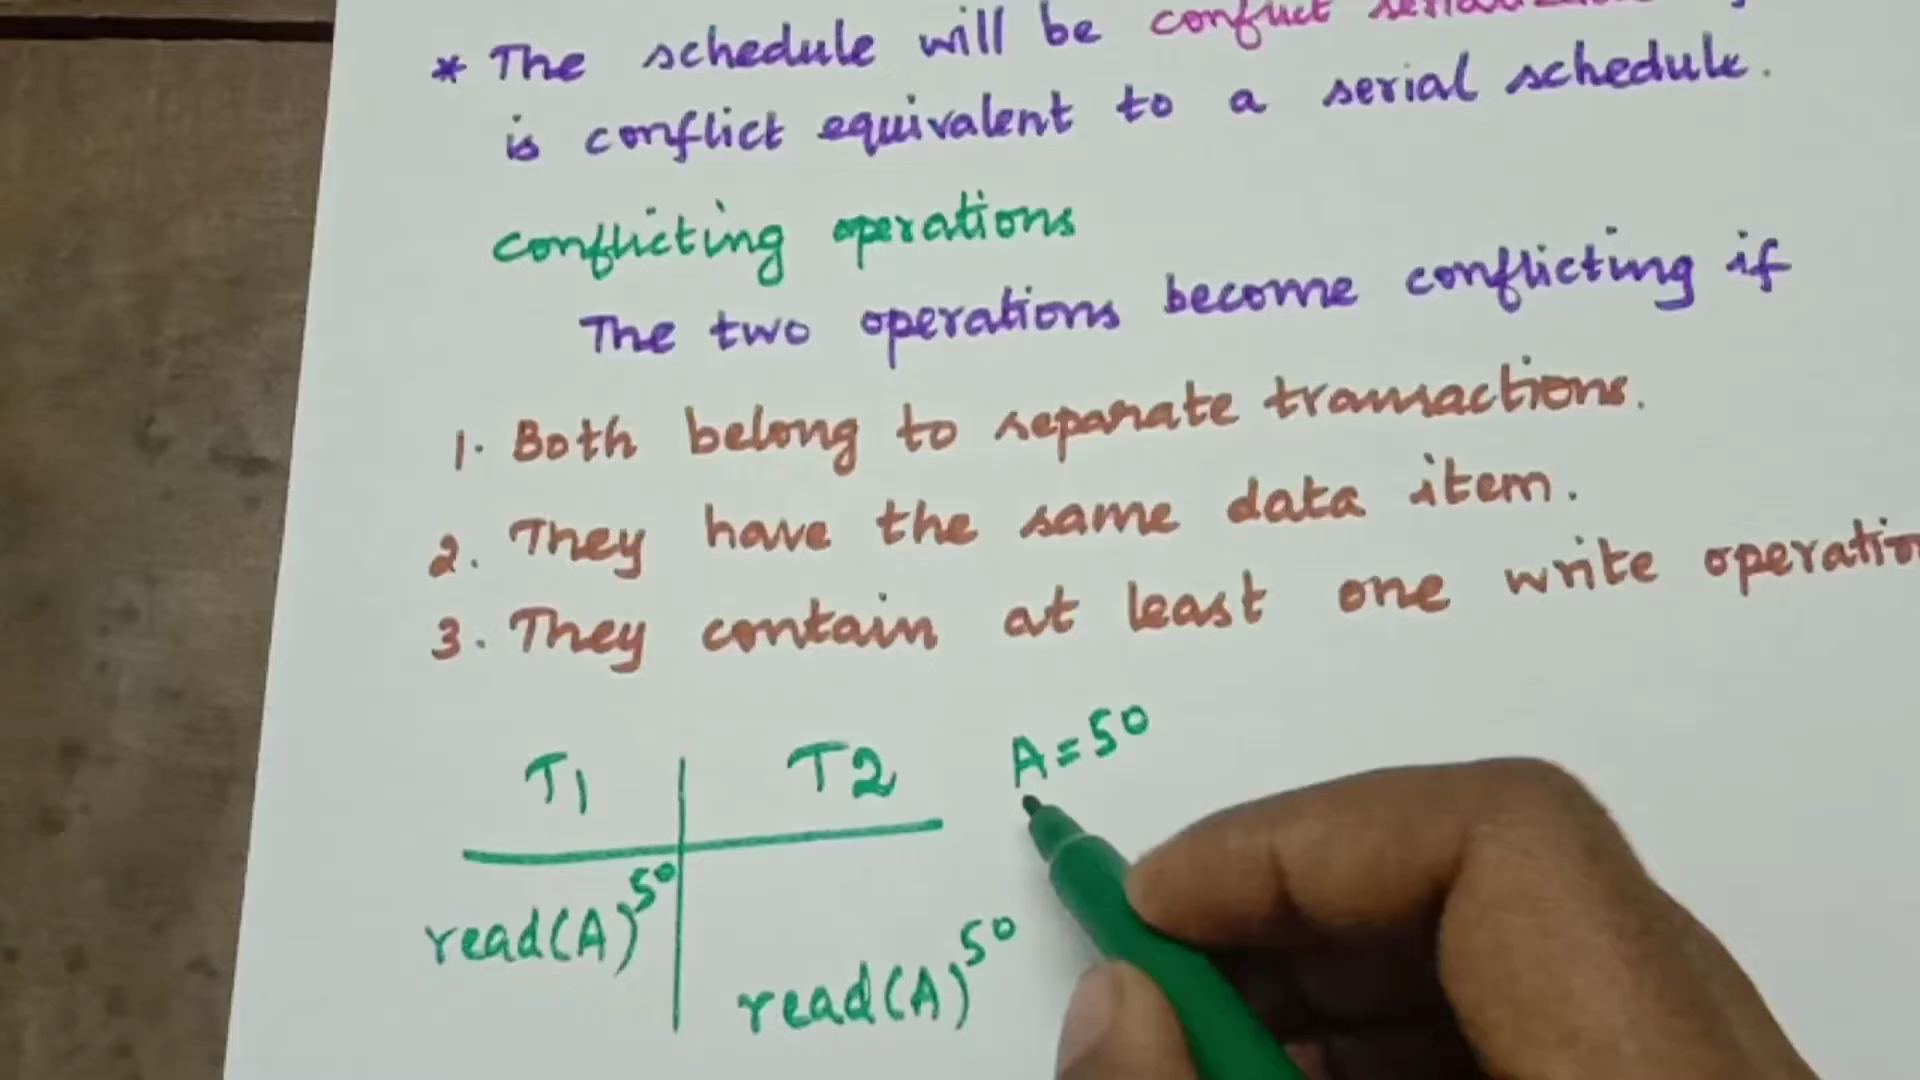 * The schedule will be conflict
is conflict equivalent to a serial schedule.
conflicting operations
The two operations become conflicting if
1. Both belong to separate transactions.
2. They have the same data item.
3. They contain at least one write operation
T1 T2 A=50
read(A) 50
read(A) 50